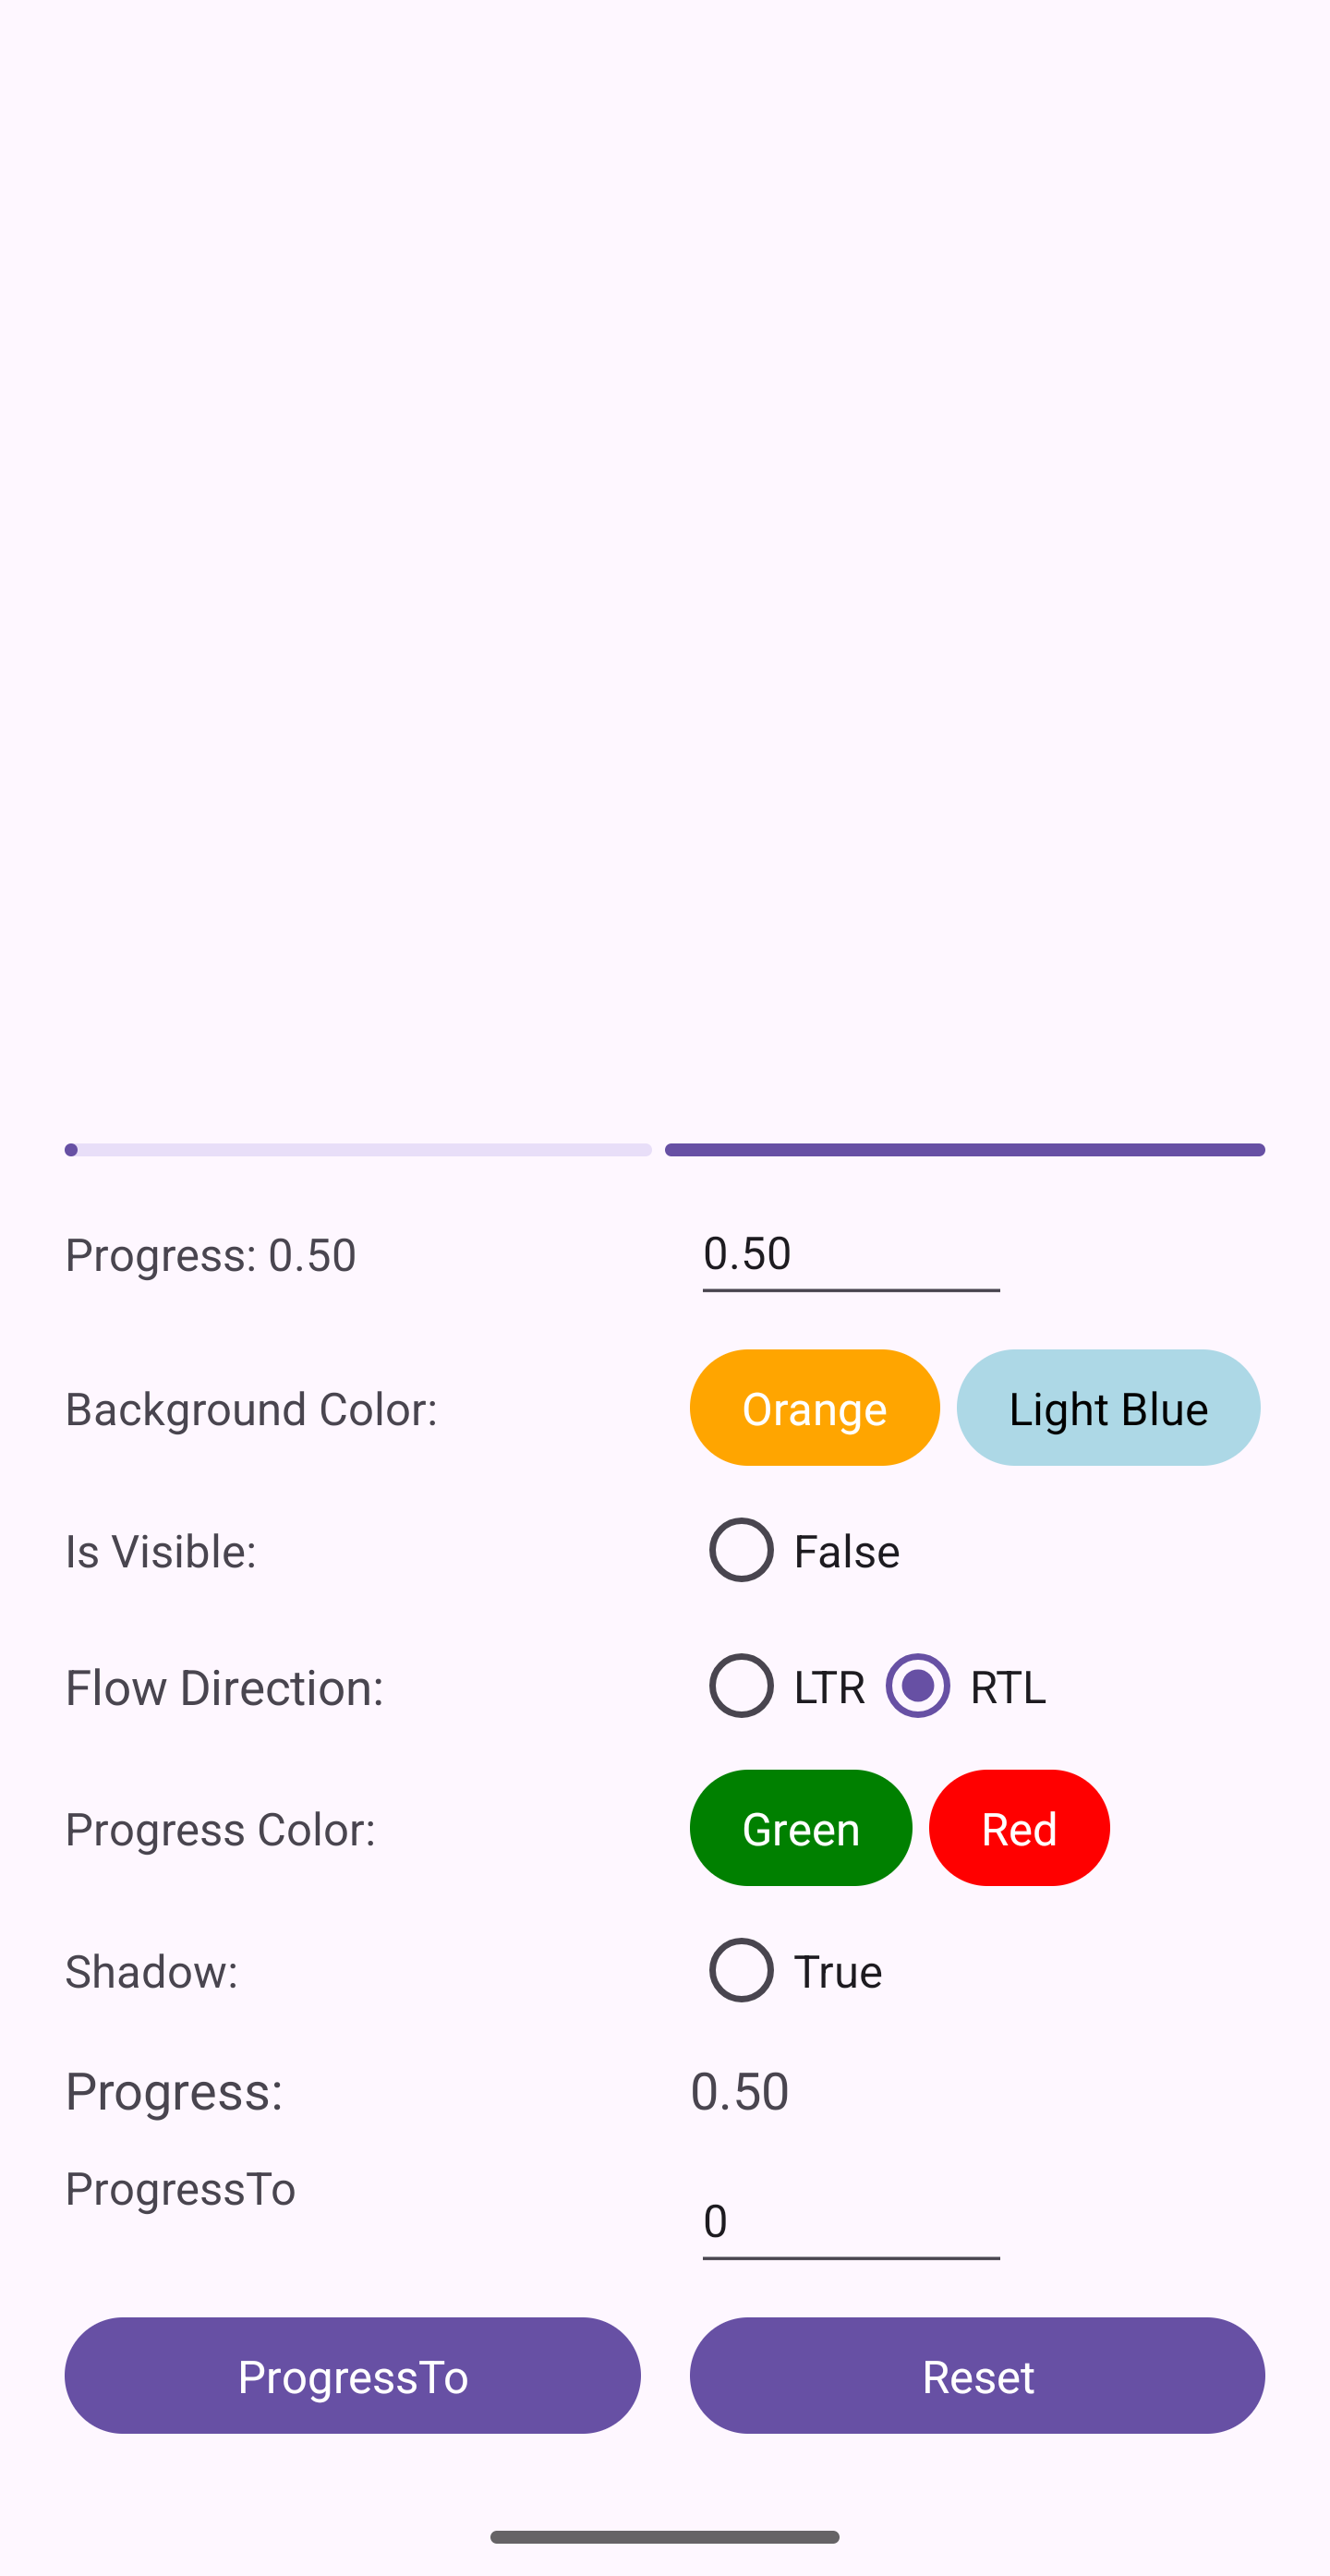 Progress: 0.50 0.50
Background Color: Orange Light Blue
Is Visible: False
Flow Direction: LTR RTL
Progress Color: Green Red
Shadow: True
Progress: 0.50
ProgressTo
0
ProgressTo Reset